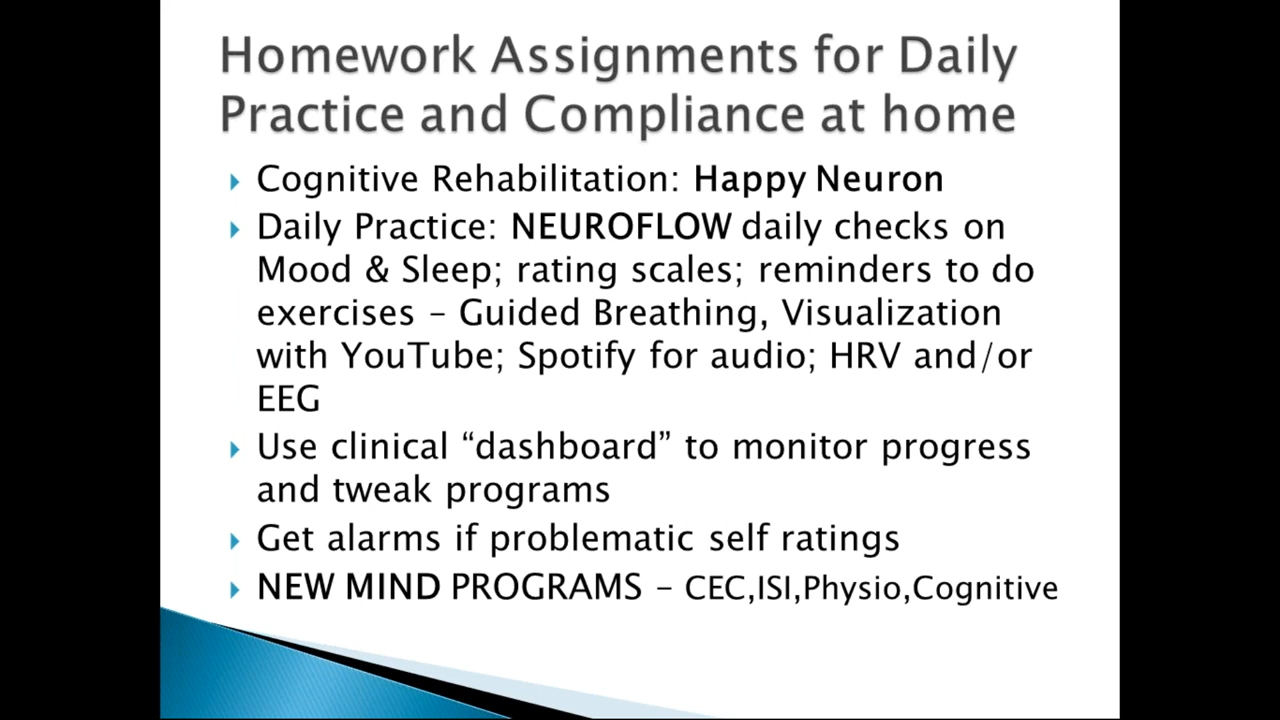 Homework Assignments for Daily
Practice and Compliance at home
Cognitive Rehabilitation: Happy Neuron
Daily Practice: NEUROFLOW daily checks on
Mood & Sleep; rating scales; reminders to do
exercises – Guided Breathing, Visualization
with YouTube; Spotify for audio; HRV and/or
EEG
Use clinical “dashboard” to monitor progress
and tweak programs
Get alarms if problematic self ratings
NEW MIND PROGRAMS – CEC,ISI,Physio,Cognitive